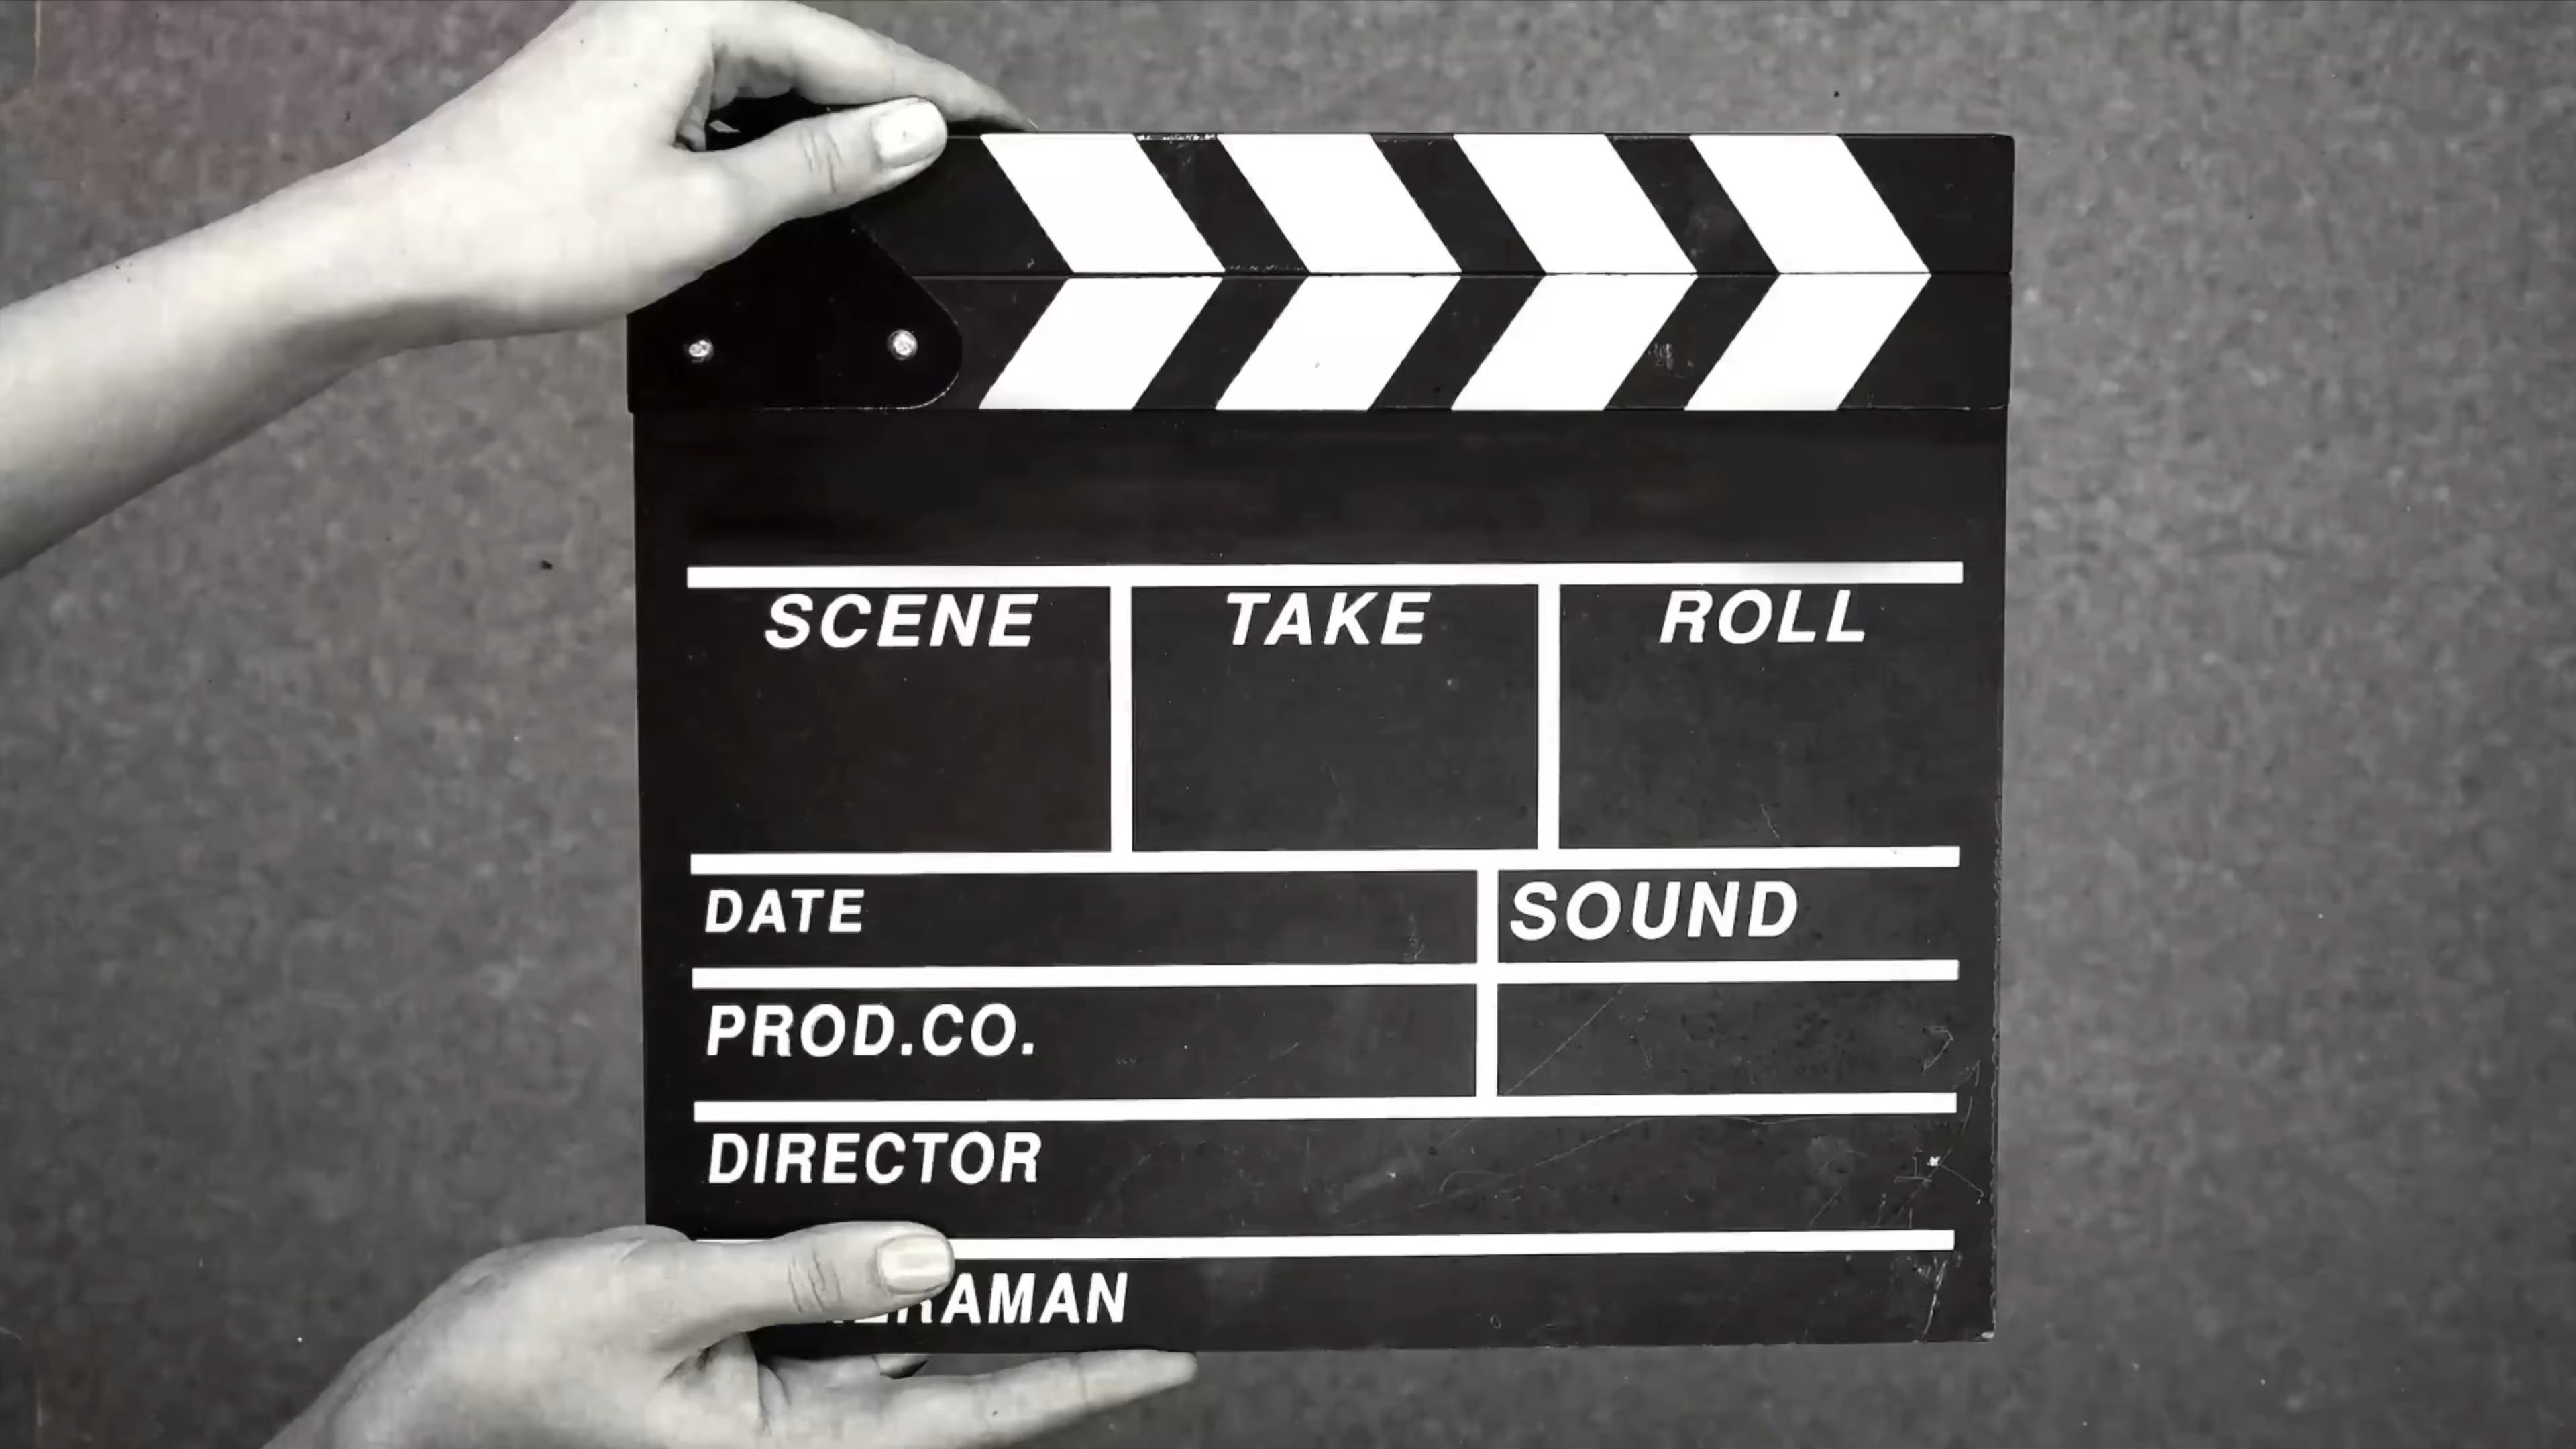 SCENE TAKE ROLL
DATE SOUND
PROD.CO.
DIRECTOR